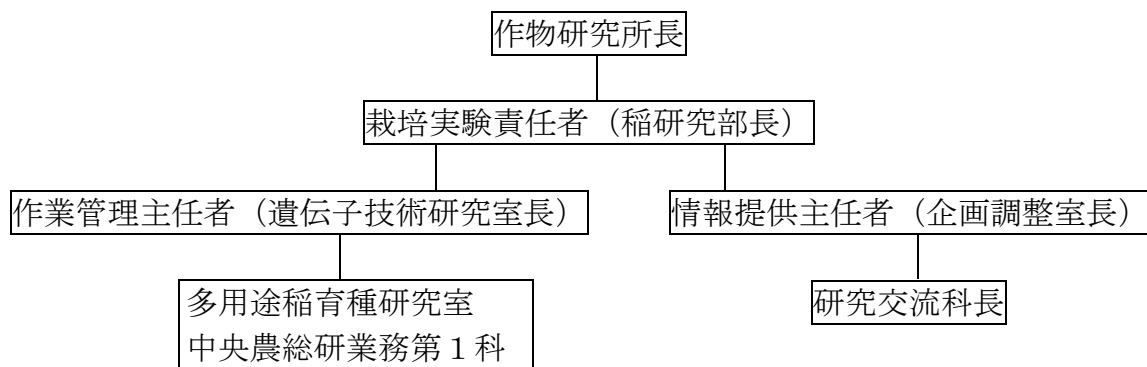 作物研究所長
栽培実験責任者（稲研究部長）
作業管理主任者（遺伝子技術研究室長）
情報提供主任者（企画調整室長）
多用途稲育種研究室
中央農総研業務第１科
研究交流科長